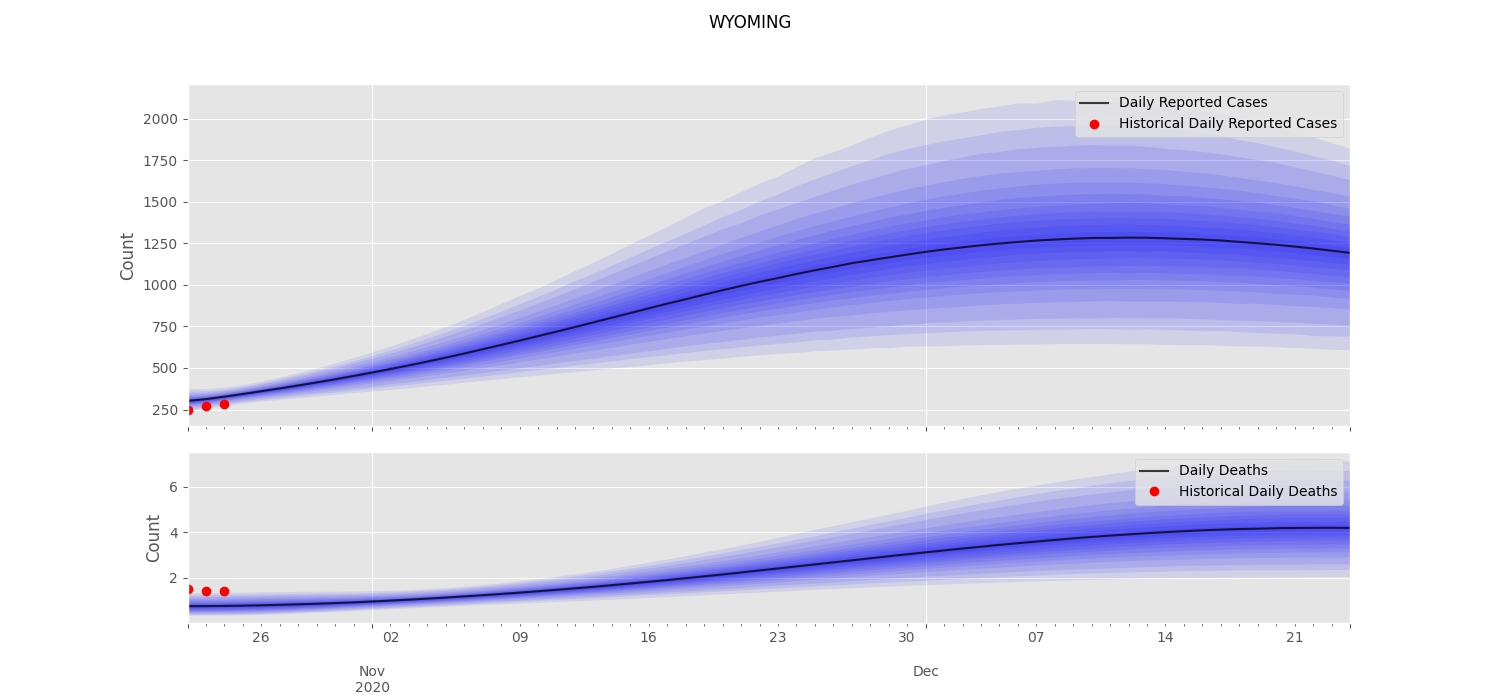 WYOMING
Count
2000
1750
1500
1250
1000
750
500
250
Daily Reported Cases
Historical Daily Reported Cases
Count
6
4
2
Daily Deaths
Historical Daily Deaths
26 02 09 16 23 30 07 14 21
Nov Dec
2020